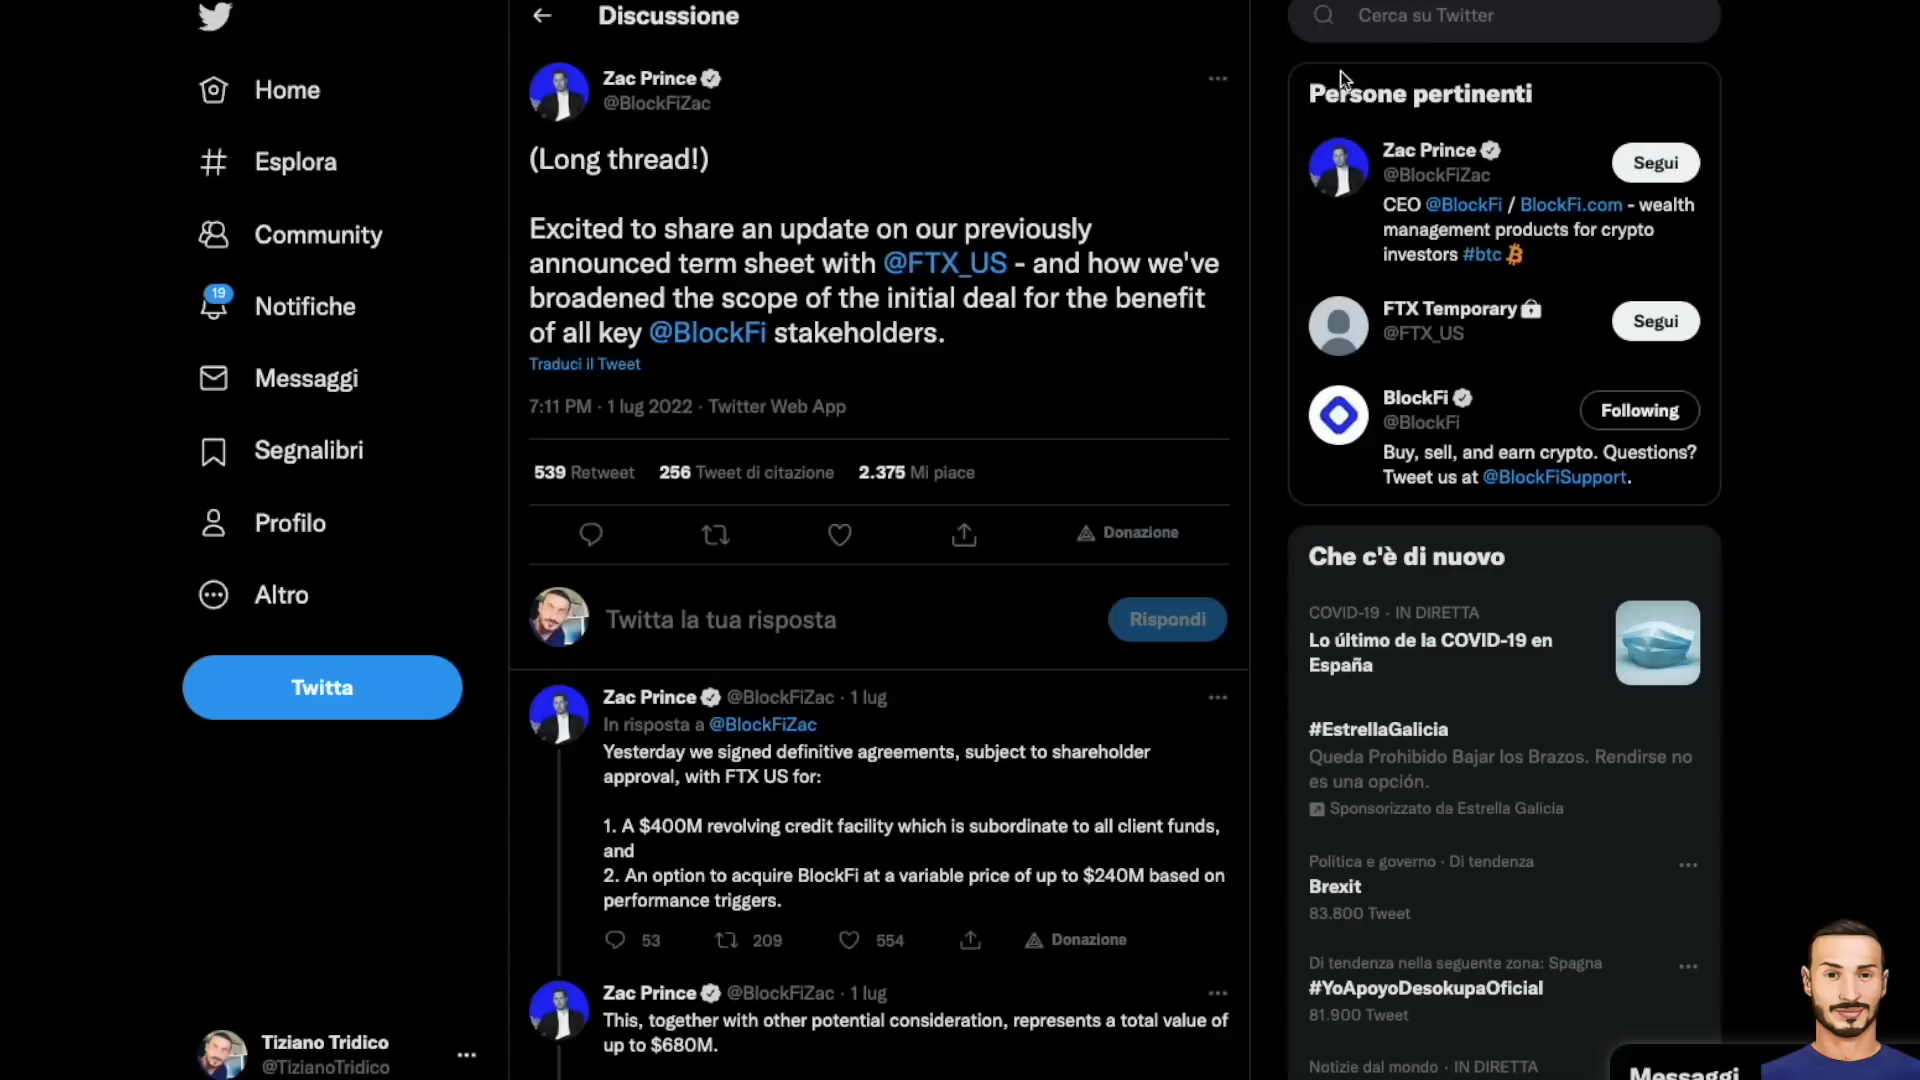 Home
Esplora
Community
19
Notifiche
Messaggi
Segnalibri
Profilo
Altro
Twitta
Tiziano Tridico
@TizianoTridico
Discussione
Zac Prince
@BlockFiZac
(Long thread!)
Excited to share an update on our previously
announced term sheet with @FTX_US - and how we've
broadened the scope of the initial deal for the benefit
of all key @BlockFi stakeholders.
Traduci il Tweet
7:11 PM · 1 lug 2022 · Twitter Web App
539 Retweet 256 Tweet di citazione 2.375 Mi piace
Donazione
Twitta la tua risposta
Rispondi
Zac Prince @BlockFiZac · 1 lug
In risposta a @BlockFiZac
Yesterday we signed definitive agreements, subject to shareholder
approval, with FTX US for:
1. A $400M revolving credit facility which is subordinate to all client funds,
and
2. An option to acquire BlockFi at a variable price of up to $240M based on
performance triggers.
53 209 554 Donazione
Zac Prince @BlockFiZac · 1 lug
This, together with other potential consideration, represents a total value of
up to $680M.
Cerca su Twitter
Persone pertinenti
Zac Prince
@BlockFiZac
Segui
CEO @BlockFi / BlockFi.com - wealth
management products for crypto
investors #btc
FTX Temporary
@FTX_US
Segui
BlockFi
@BlockFi
Following
Buy, sell, and earn crypto. Questions?
Tweet us at @BlockFiSupport.
Che c'è di nuovo
COVID-19 · IN DIRETTA
Lo último de la COVID-19 en
España
#EstrellaGalicia
Queda Prohibido Bajar los Brazos. Rendirse no
es una opción.
Sponsorizzato da Estrella Galicia
Politica e governo · Di tendenza
Brexit
83.800 Tweet
Di tendenza nella seguente zona: Spagna
#YoApoyoDesokupaOficial
81.900 Tweet
Notizie dal mondo · IN DIRETTA
Messaggi